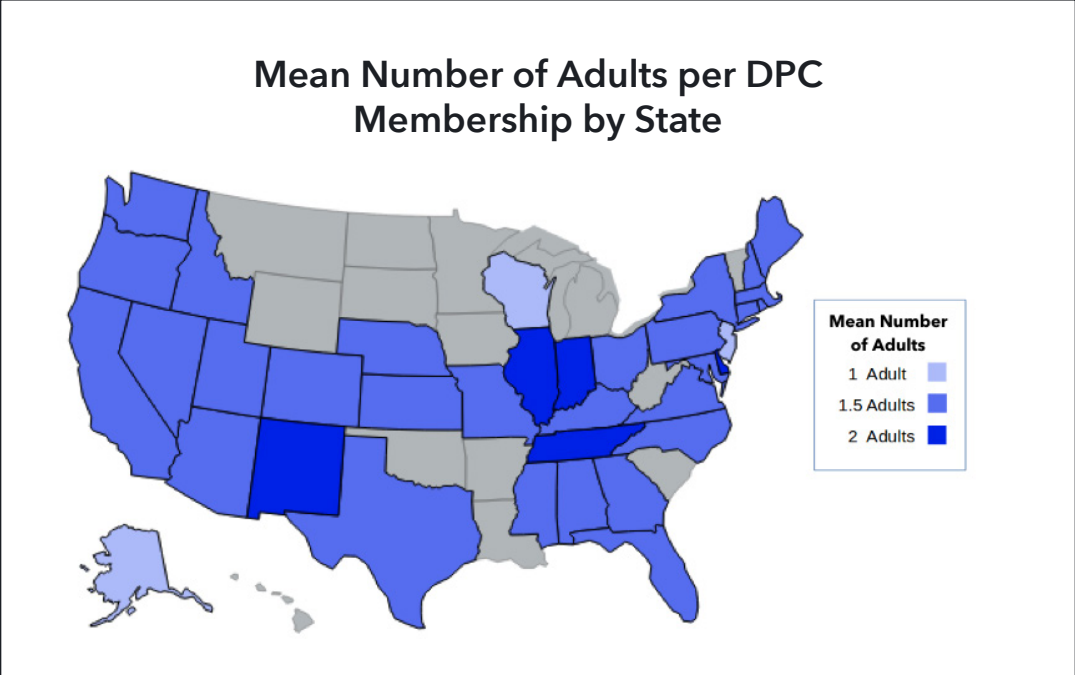 Mean Number of Adults per DPC
Membership by State
Mean Number
of Adults
1 Adult
1.5 Adults
2 Adults